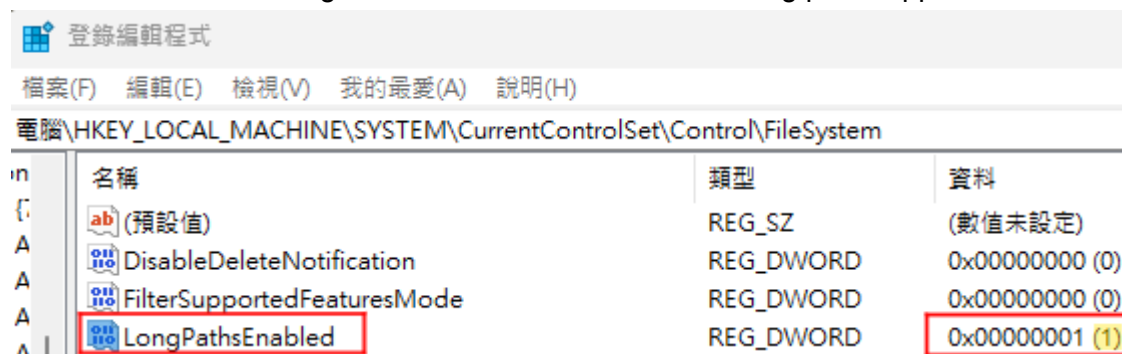 登錄編輯程式
檔案(F) 編輯(E) 檢視(V) 我的最愛(A) 說明(H)
電腦\HKEY_LOCAL_MACHINE\SYSTEM\CurrentControlSet\Control\FileSystem
名稱 類型 資料
(預設值) REG_SZ (數值未設定)
DisableDeleteNotification REG_DWORD 0x00000000 (0)
FilterSupportedFeaturesMode REG_DWORD 0x00000000 (0)
LongPathsEnabled REG_DWORD 0x00000001 (1)